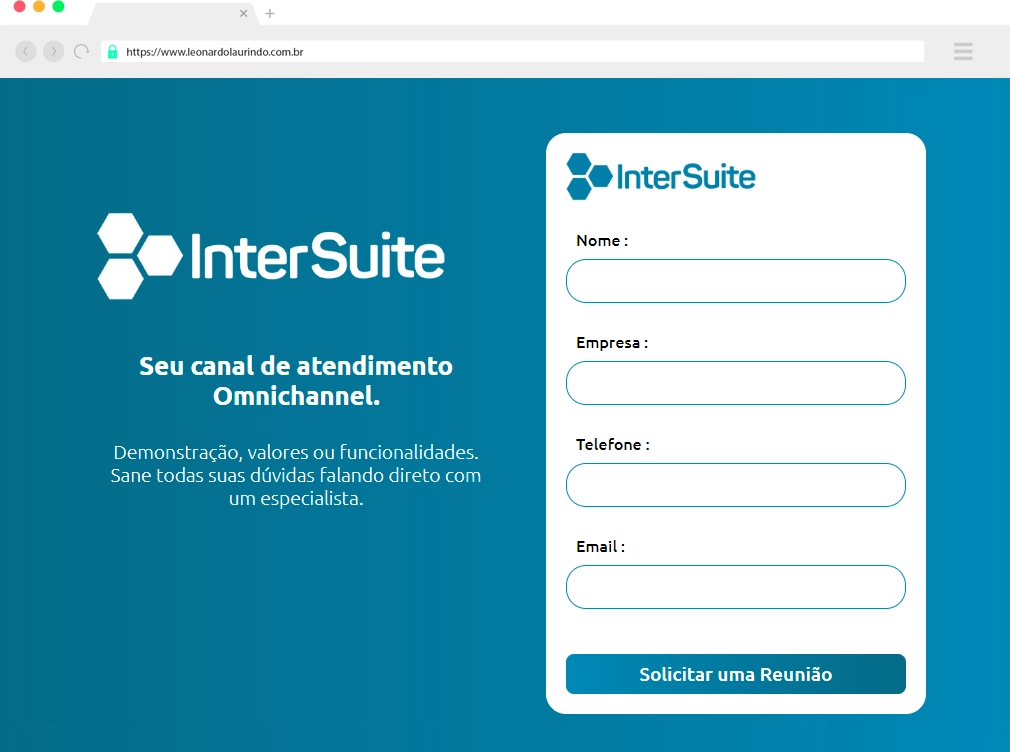 https://www.leonardolaurindo.com.br
InterSuite
Seu canal de atendimento
Omnichannel.
Demonstração, valores ou funcionalidades.
Sane todas suas dúvidas falando direto com
um especialista.
InterSuite
Nome :
Empresa :
Telefone :
Email :
Solicitar uma Reunião